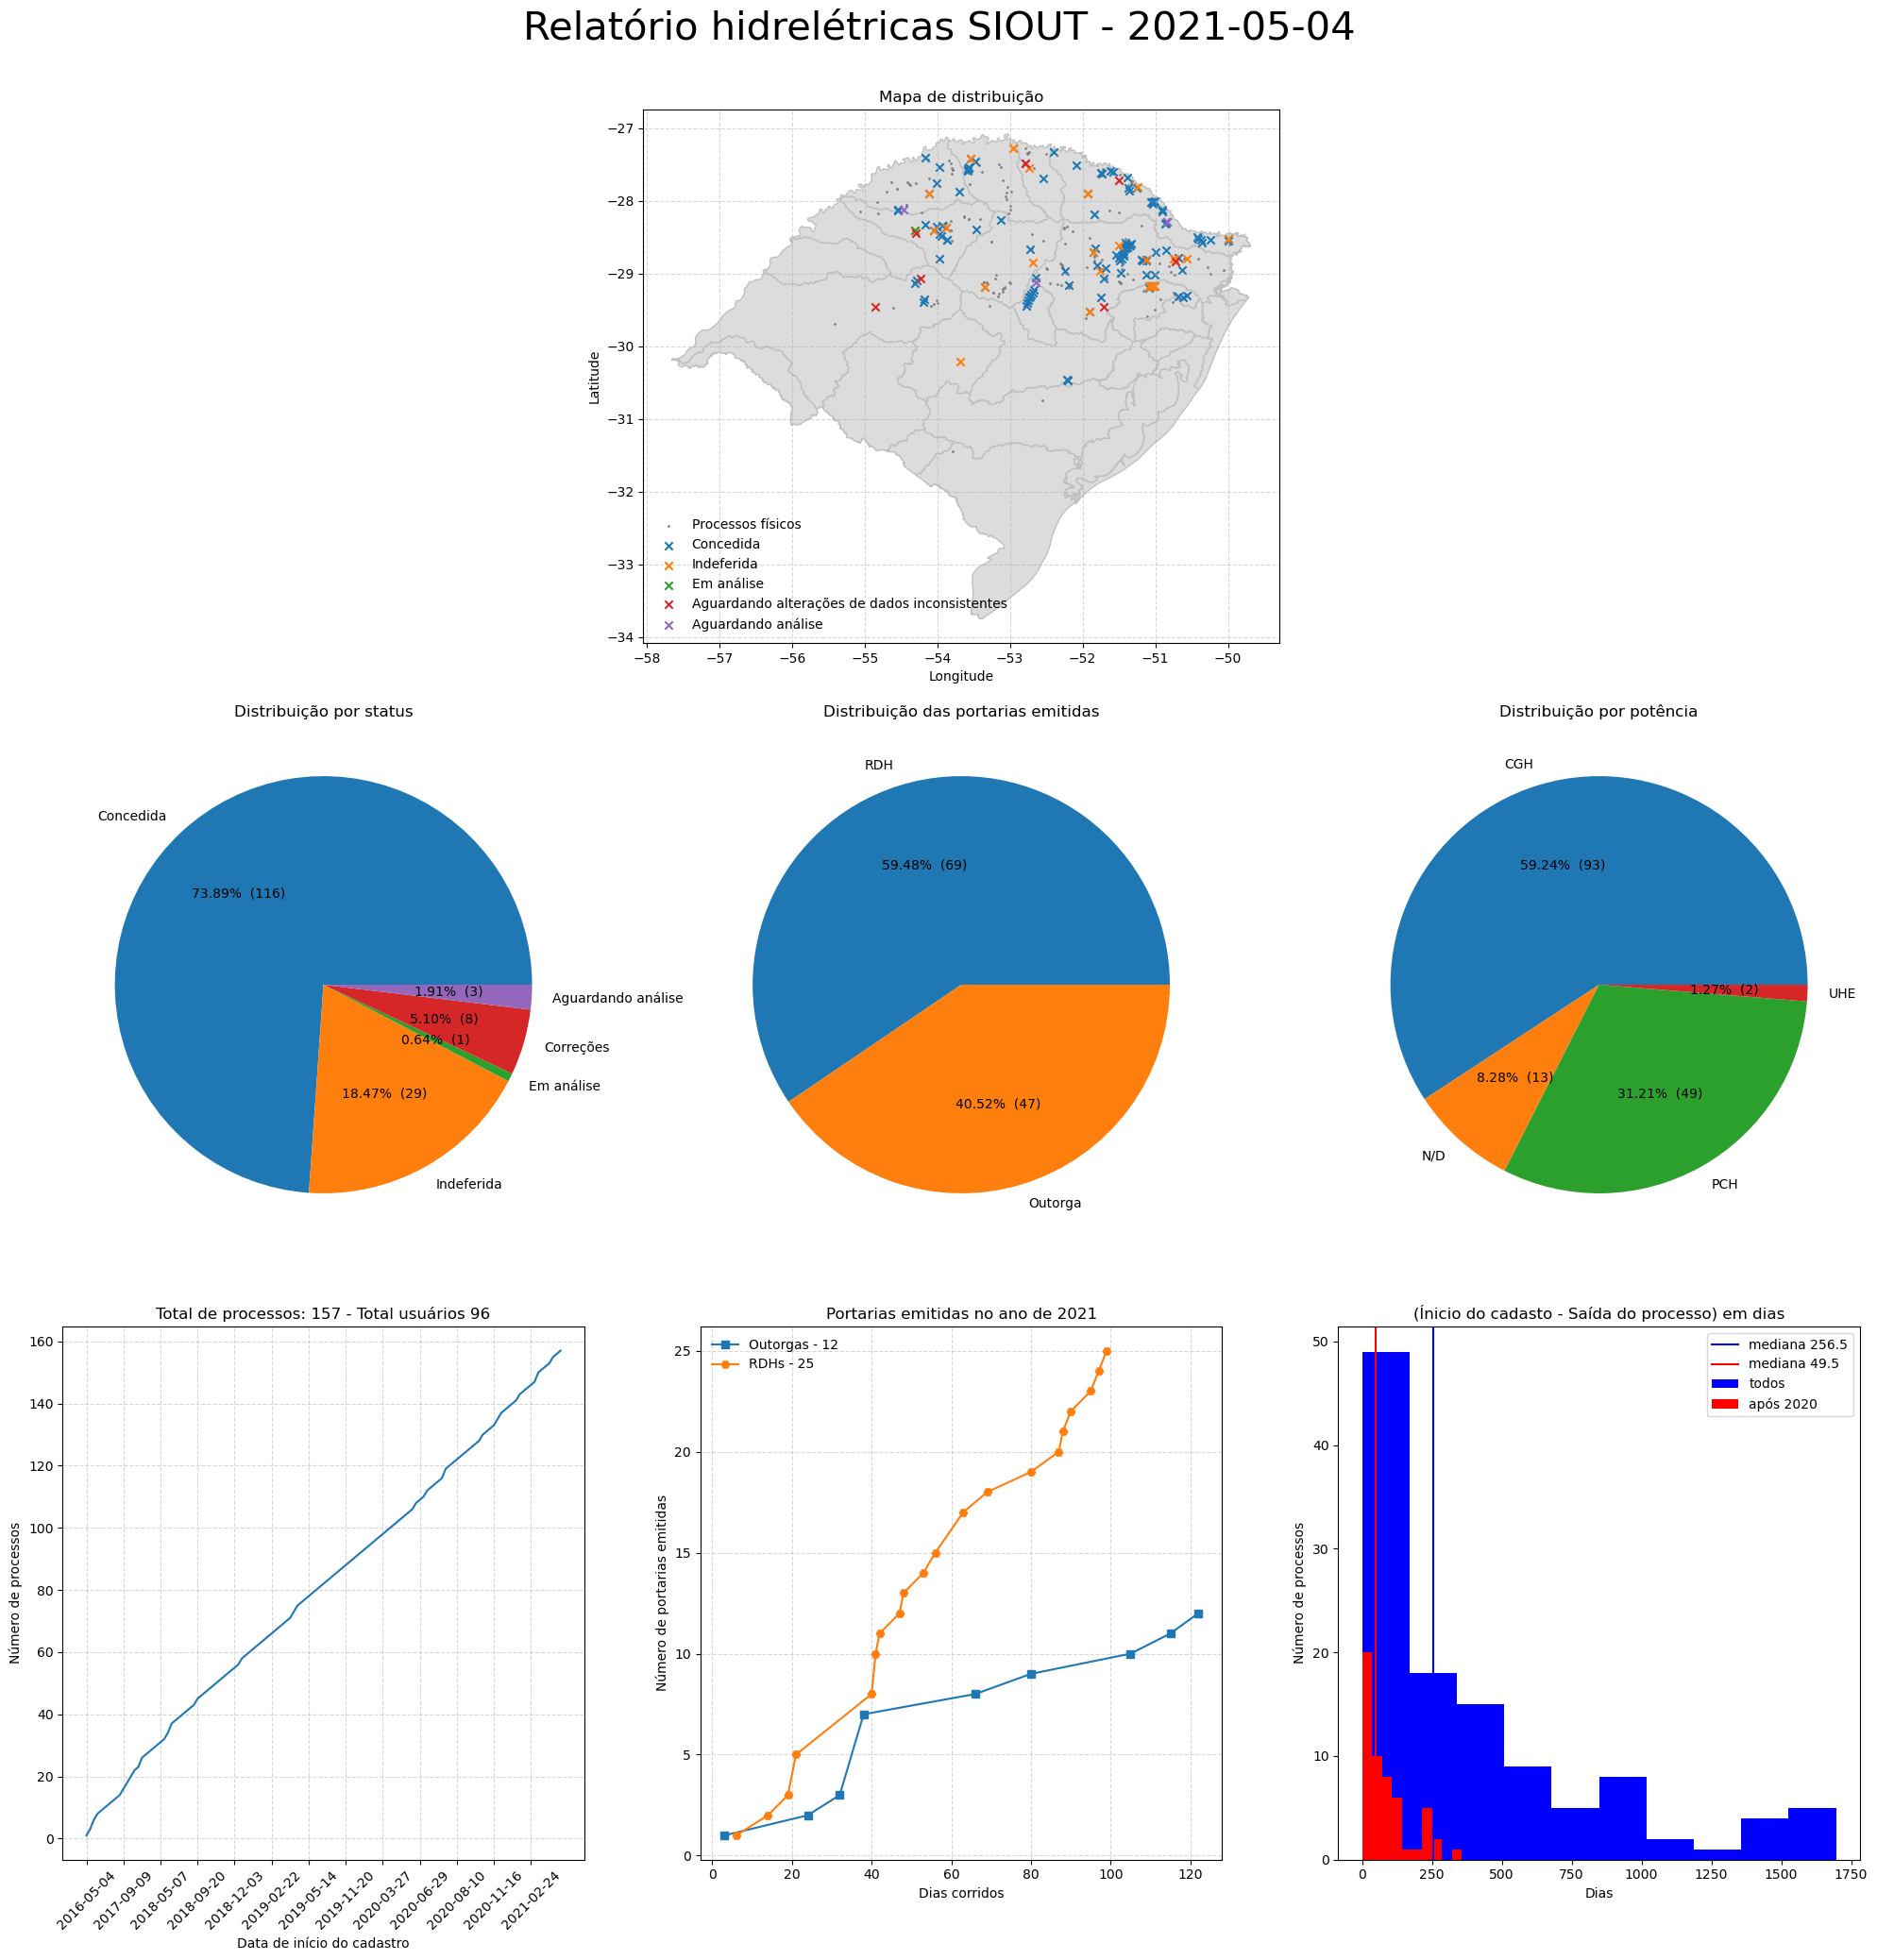 Relatório hidrelétricas SIOUT - 2021-05-04
Mapa de distribuição
−27
−28
−29
−30
−31
−32
−33
−34
Latitude
Processos físicos
Concedida
Indeferida
Em análise
Aguardando alterações de dados inconsistentes
Aguardando análise
−58 −57 −56 −55 −54 −53 −52 −51 −50
Longitude
Distribuição por status
Concedida
73.89% (116)
1.91% (3)
Aguardando análise
5.10% (8)
Correções
0.64% (1)
Em análise
18.47% (29)
Indeferida
Distribuição das portarias emitidas
RDH
59.48% (69)
40.52% (47)
Outorga
Distribuição por potência
CGH
59.24% (93)
1.27% (2)
UHE
8.28% (13)
N/D
31.21% (49)
PCH
Total de processos: 157 - Total usuários 96
160
140
120
100
80
60
40
20
0
Número de processos
2016-05-04
2017-09-09
2018-05-07
2018-09-20
2018-12-03
2019-02-22
2019-05-14
2019-11-20
2020-03-27
2020-06-29
2020-08-10
2020-11-16
2021-02-24
Data de início do cadastro
Portarias emitidas no ano de 2021
Outorgas - 12
RDHs - 25
25
20
15
10
5
0
Número de portarias emitidas
0 20 40 60 80 100 120
Dias corridos
(Ínicio do cadasto - Saída do processo) em dias
mediana 256.5
mediana 49.5
todos
após 2020
50
40
30
20
10
0
Número de processos
0 250 500 750 1000 1250 1500 1750
Dias